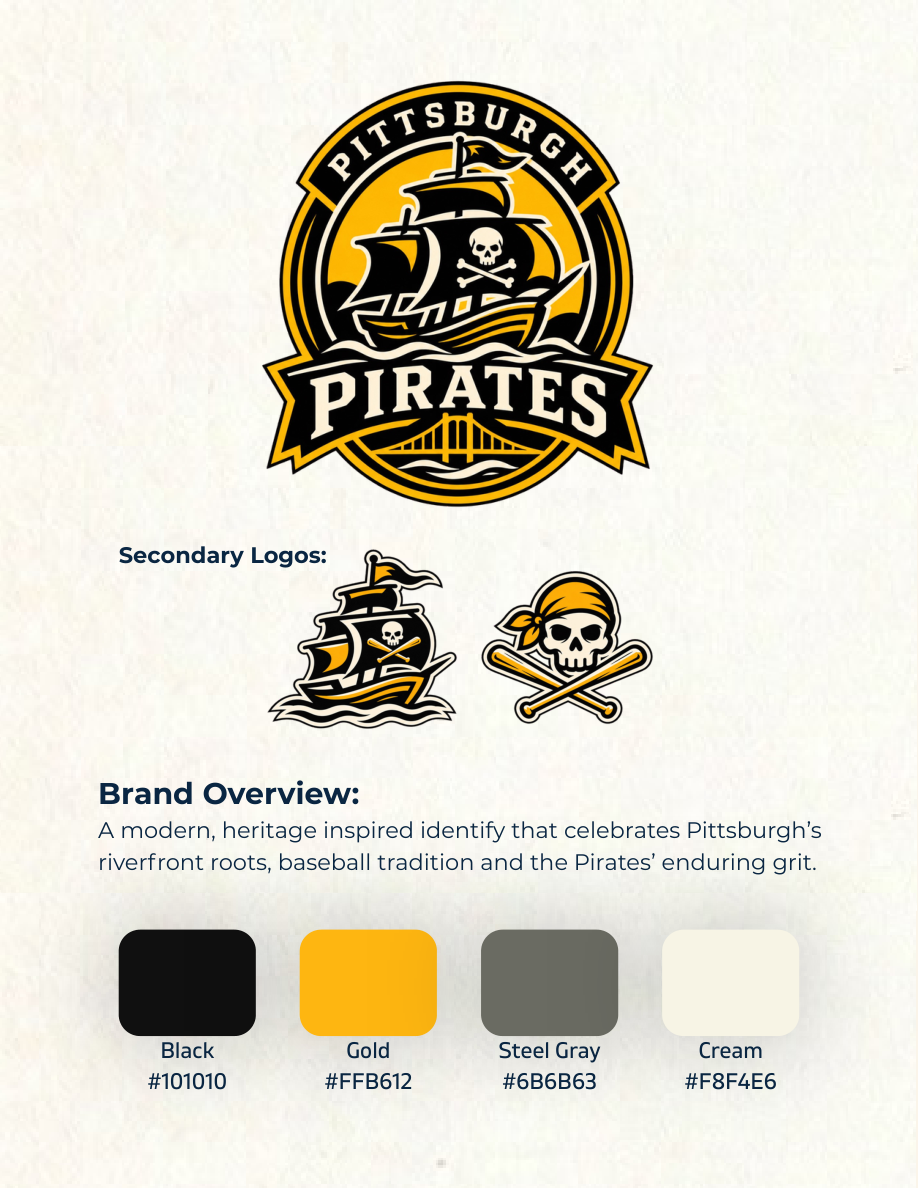 PITTSBURGH
PIRATES
Secondary Logos:
Brand Overview:
A modern, heritage inspired identify that celebrates Pittsburgh’s
riverfront roots, baseball tradition and the Pirates’ enduring grit.
Black Gold Steel Gray Cream
#101010 #FFB612 #6B6B63 #F8F4E6